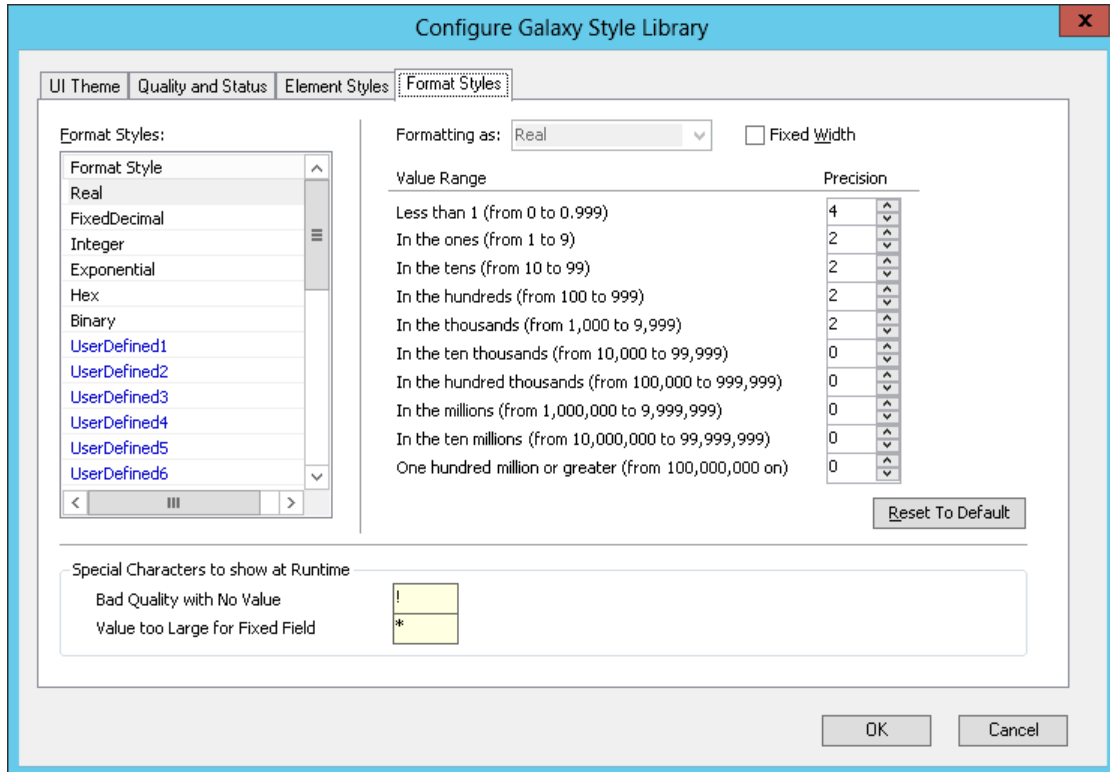 Configure Galaxy Style Library
x
UI Theme
Quality and Status
Element Styles
Format Styles
Format Styles:
Format Style
Real
FixedDecimal
Integer
Exponential
Hex
Binary
UserDefined1
UserDefined2
UserDefined3
UserDefined4
UserDefined5
UserDefined6
Formatting as: Real
Fixed Width
Value Range Precision
Less than 1 (from 0 to 0.999) 4
In the ones (from 1 to 9) 2
In the tens (from 10 to 99) 2
In the hundreds (from 100 to 999) 2
In the thousands (from 1,000 to 9,999) 2
In the ten thousands (from 10,000 to 99,999) 0
In the hundred thousands (from 100,000 to 999,999) 0
In the millions (from 1,000,000 to 9,999,999) 0
In the ten millions (from 10,000,000 to 99,999,999) 0
One hundred million or greater (from 100,000,000 on) 0
Reset To Default
Special Characters to show at Runtime
Bad Quality with No Value !
Value too Large for Fixed Field *
OK
Cancel